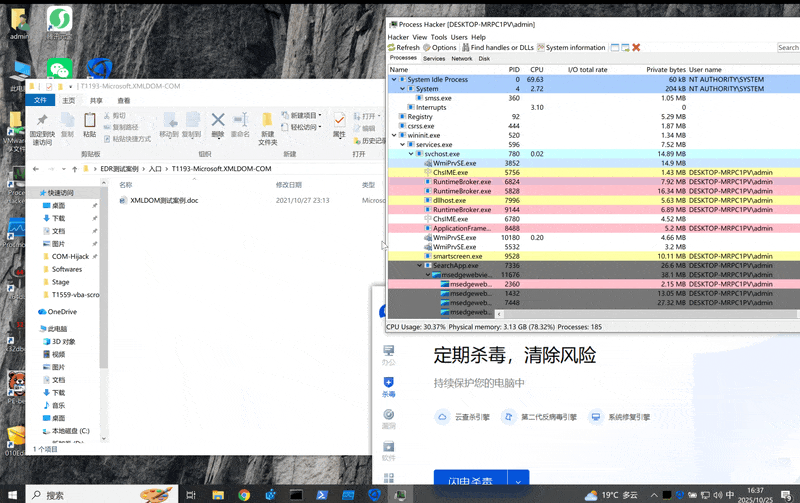 admin
此电
Process Hacker [DESKTOP-MRPC1PV\admin]
Hacker View Tools Users Help
Refresh Options Find handles or DLLs System information
Search
Processes Services Network Disk
Name PID CPU I/O total rate Private bytes User name
System Idle Process 0 69.63 60 kB NT AUTHORITY\SYSTEM
System 4 2.72 204 kB NT AUTHORITY\SYSTEM
smss.exe 360 1.05 MB
Interrupts 3.10 0
Registry 92 5.29 MB
csrss.exe 444 1.87 MB
wininit.exe 520 1.34 MB
services.exe 596 7.52 MB
svchost.exe 780 0.02 14.89 MB
WmiPrvSE.exe 3852 14.9 MB
ChsIME.exe 5756 1.43 MB DESKTOP-MRPC1PV\admin
RuntimeBroker.exe 6824 7.92 MB DESKTOP-MRPC1PV\admin
RuntimeBroker.exe 5828 16.34 MB DESKTOP-MRPC1PV\admin
dllhost.exe 7996 5.63 MB DESKTOP-MRPC1PV\admin
RuntimeBroker.exe 9144 6.89 MB DESKTOP-MRPC1PV\admin
ChsIME.exe 6780 4.52 MB
ApplicationFrame... 8488 5.2 MB DESKTOP-MRPC1PV\admin
WmiPrvSE.exe 10180 0.20 4.66 MB
WmiPrvSE.exe 5532 3.2 MB
smartscreen.exe 9528 10.11 MB DESKTOP-MRPC1PV\admin
SearchApp.exe 7336 26.6 MB DESKTOP-MRPC1PV\admin
msedgewebvie... 11676 38.1 MB DESKTOP-MRPC1PV\admin
msedgeweb... 2360 2.15 MB DESKTOP-MRPC1PV\admin
msedgeweb... 1432 13.05 MB DESKTOP-MRPC1PV\admin
msedgeweb... 7448 27.32 MB DESKTOP-MRPC1PV\admin
msedgeweb...
CPU Usage: 30.37% Physical memory: 3.13 GB (78.32%) Processes: 185
T1193-Microsoft.XMLDOM-COM
文件 主页 共享 查看
固定到快速访问
复制
粘贴
剪切
复制路径
粘贴快捷方式
移动到
复制到
删除
重命名
新建文件夹
新建项目
轻松访问
属性
打开
编辑
历史记录
剪贴板 组织 新建 打开
EDR测试案例 入口 T1193-Microsoft.XMLDOM-COM
名称 修改日期 类型
XMLDOM测试案例.doc 2021/10/27 23:13 Microso
快速访问
桌面
下载
文档
图片
COM-Hijack
Softwares
Stage
T1559-vba-scro
OneDrive
此电脑
3D 对象
视频
图片
文档
下载
音乐
桌面
本地磁盘 (C:)
1 个项目
VMware
Procmo
PE-be
010Ed
办公
杀毒
漏洞
软件
定期杀毒，清除风险
持续保护您的电脑中
云查杀引擎 第二代反病毒引擎 系统修复引擎
闪电杀毒
搜索
19°C 多云
中
16:37
2025/10/25